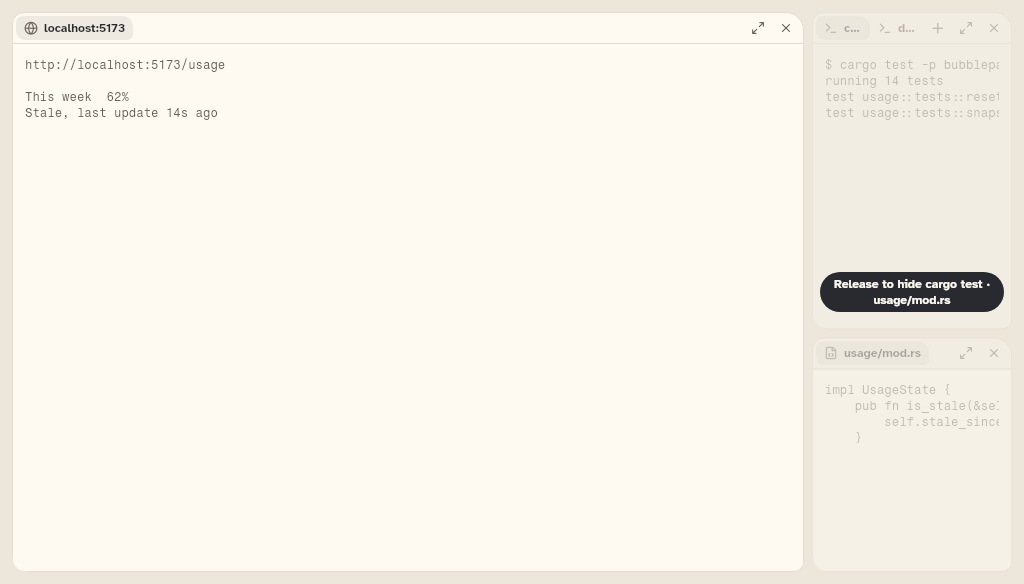 localhost:5173
http://localhost:5173/usage
This week  62%
Stale, last update 14s ago
c... d...
$ cargo test -p bubblepa
running 14 tests
test usage::tests::reset
test usage::tests::snaps
Release to hide cargo test ·
usage/mod.rs
usage/mod.rs
impl UsageState {
    pub fn is_stale(&sel
        self.stale_since
    }